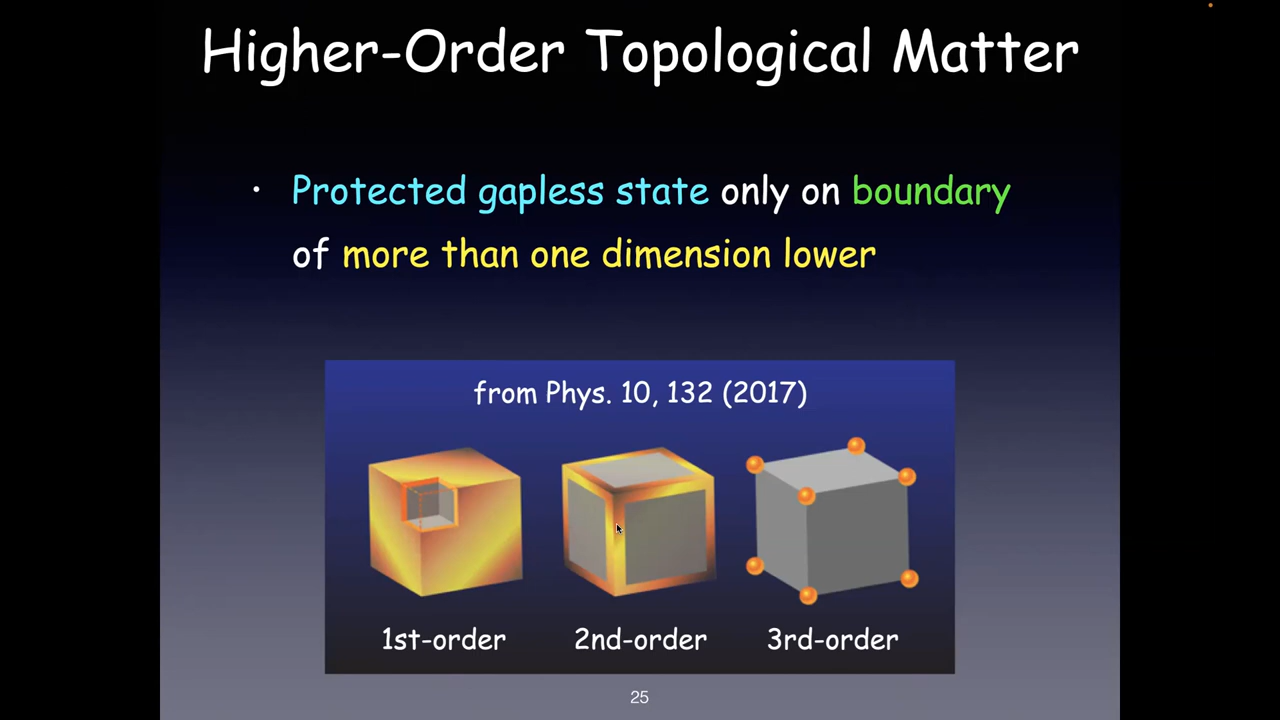 Higher-Order Topological Matter
· Protected gapless state only on boundary
of more than one dimension lower
from Phys. 10, 132 (2017)
1st-order 2nd-order 3rd-order
25